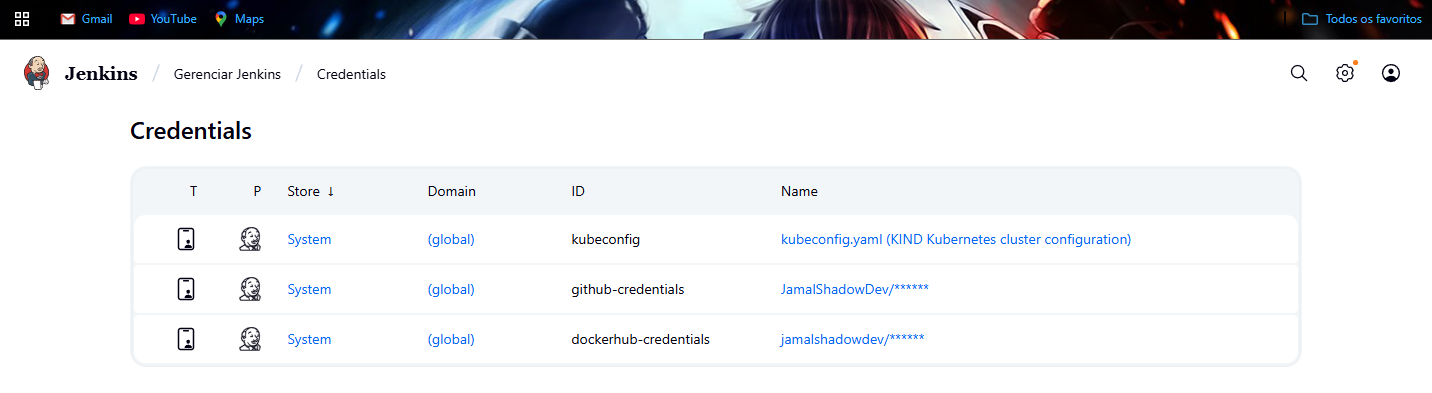 Gmail YouTube Maps Todos os favoritos
Jenkins / Gerenciar Jenkins / Credentials
Credentials
T P Store ↓ Domain ID Name
System (global) kubeconfig kubeconfig.yaml (KIND Kubernetes cluster configuration)
System (global) github-credentials JamalShadowDev/******
System (global) dockerhub-credentials jamalshadowdev/******